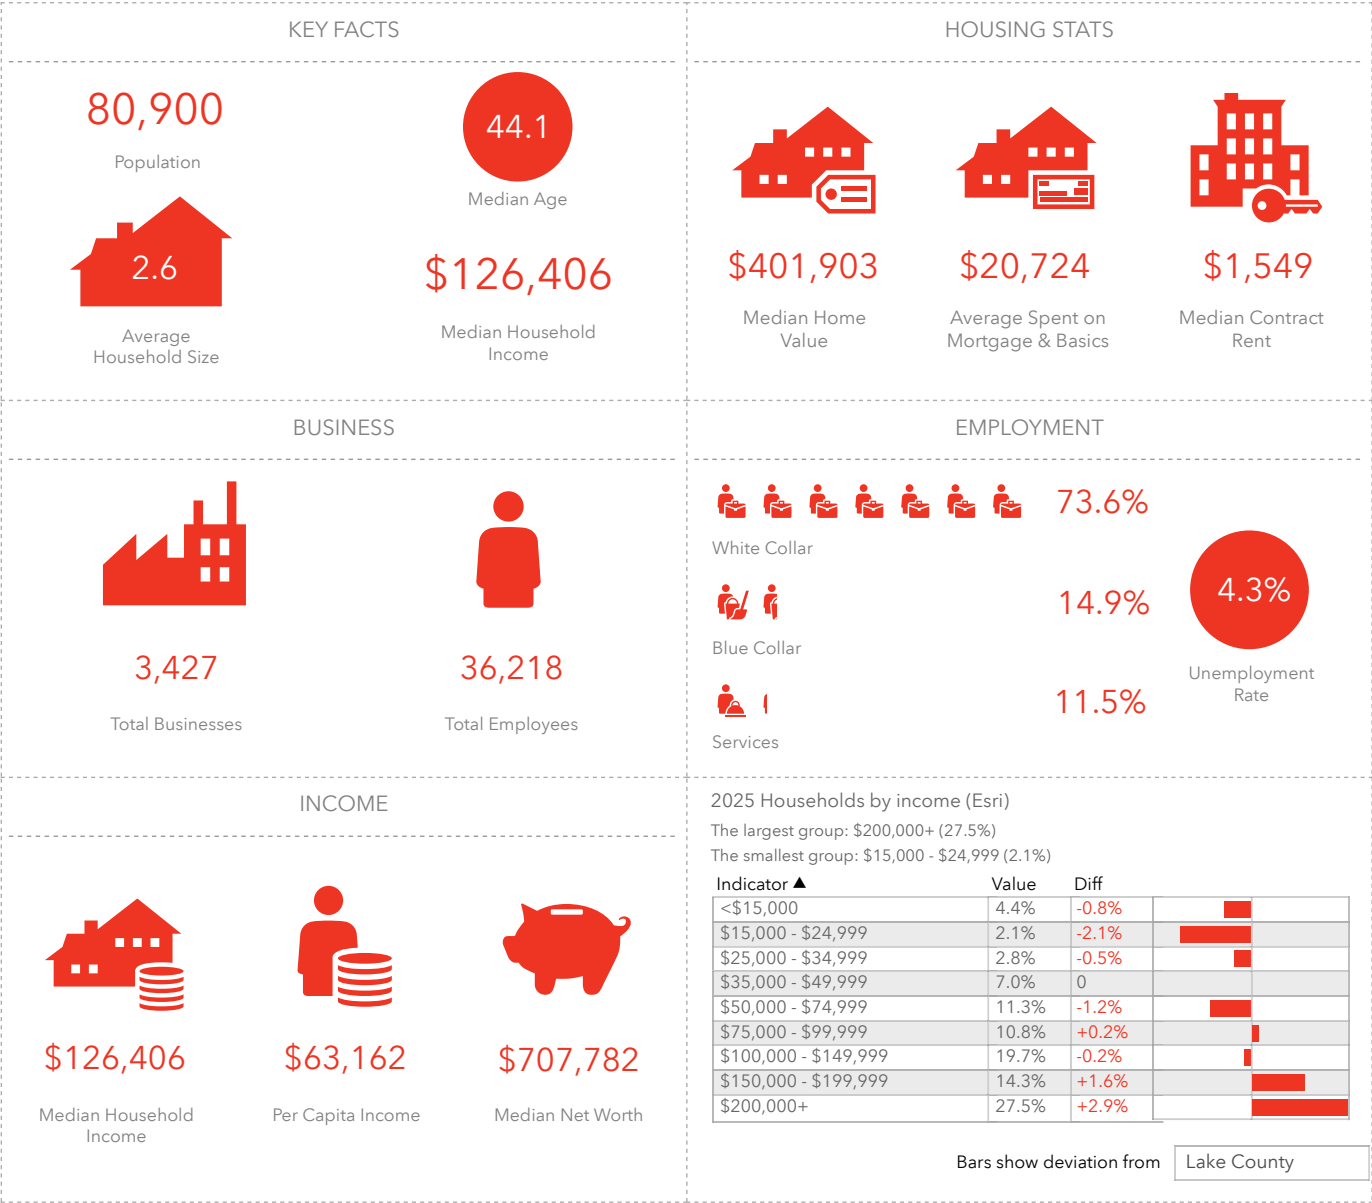 KEY FACTS
80,900
Population
44.1
Median Age
2.6
Average
Household Size
$126,406
Median Household
Income
HOUSING STATS
$401,903
Median Home
Value
$20,724
Average Spent on
Mortgage & Basics
$1,549
Median Contract
Rent
BUSINESS
3,427
Total Businesses
36,218
Total Employees
EMPLOYMENT
73.6%
White Collar
14.9%
Blue Collar
11.5%
Services
4.3%
Unemployment
Rate
INCOME
$126,406
Median Household
Income
$63,162
Per Capita Income
$707,782
Median Net Worth
2025 Households by income (Esri)
The largest group: $200,000+ (27.5%)
The smallest group: $15,000 - $24,999 (2.1%)
Indicator ▲ Value Diff
<$15,000 4.4% -0.8%
$15,000 - $24,999 2.1% -2.1%
$25,000 - $34,999 2.8% -0.5%
$35,000 - $49,999 7.0% 0
$50,000 - $74,999 11.3% -1.2%
$75,000 - $99,999 10.8% +0.2%
$100,000 - $149,999 19.7% -0.2%
$150,000 - $199,999 14.3% +1.6%
$200,000+ 27.5% +2.9%
Bars show deviation from Lake County